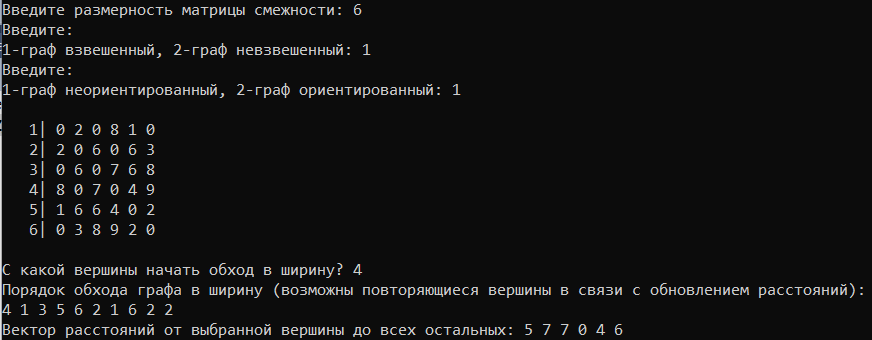 Введите размерность матрицы смежности: 6
Введите:
1-граф взвешенный, 2-граф невзвешенный: 1
Введите:
1-граф неориентированный, 2-граф ориентированный: 1
1| 0 2 0 8 1 0
2| 2 0 6 0 6 3
3| 0 6 0 7 6 8
4| 8 0 7 0 4 9
5| 1 6 6 4 0 2
6| 0 3 8 9 2 0
С какой вершины начать обход в ширину? 4
Порядок обхода графа в ширину (возможны повторяющиеся вершины в связи с обновлением расстояний):
4 1 3 5 6 2 1 6 2 2
Вектор расстояний от выбранной вершины до всех остальных: 5 7 7 0 4 6